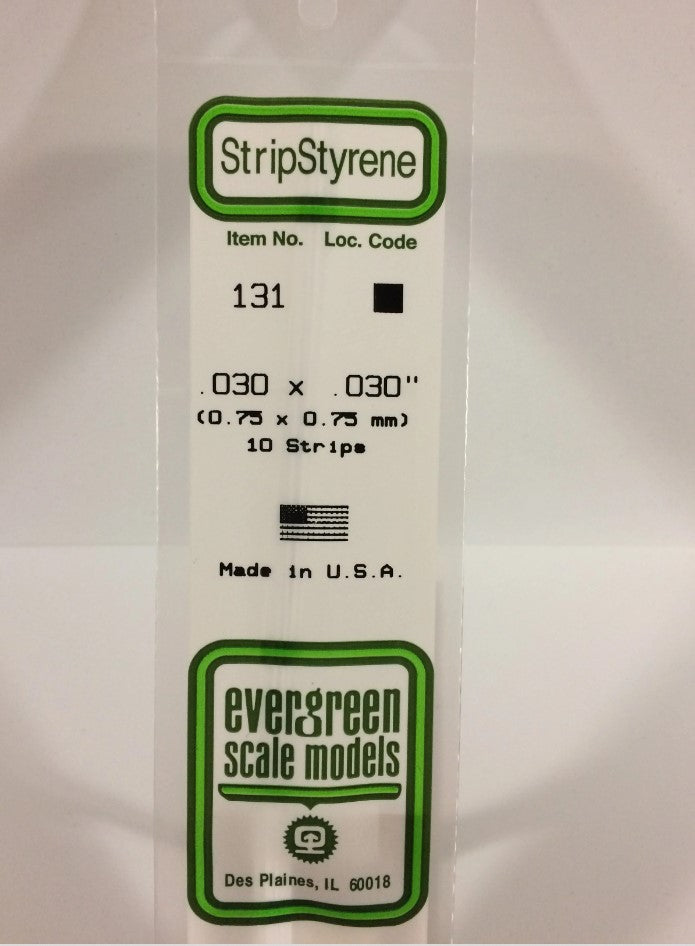 StripStyrene
Item No. Loc. Code
131
.030 x .030"
(0.75 x 0.75 mm)
10 Strips
Made in U.S.A.
evergreen
scale models
Des Plaines, IL 60018